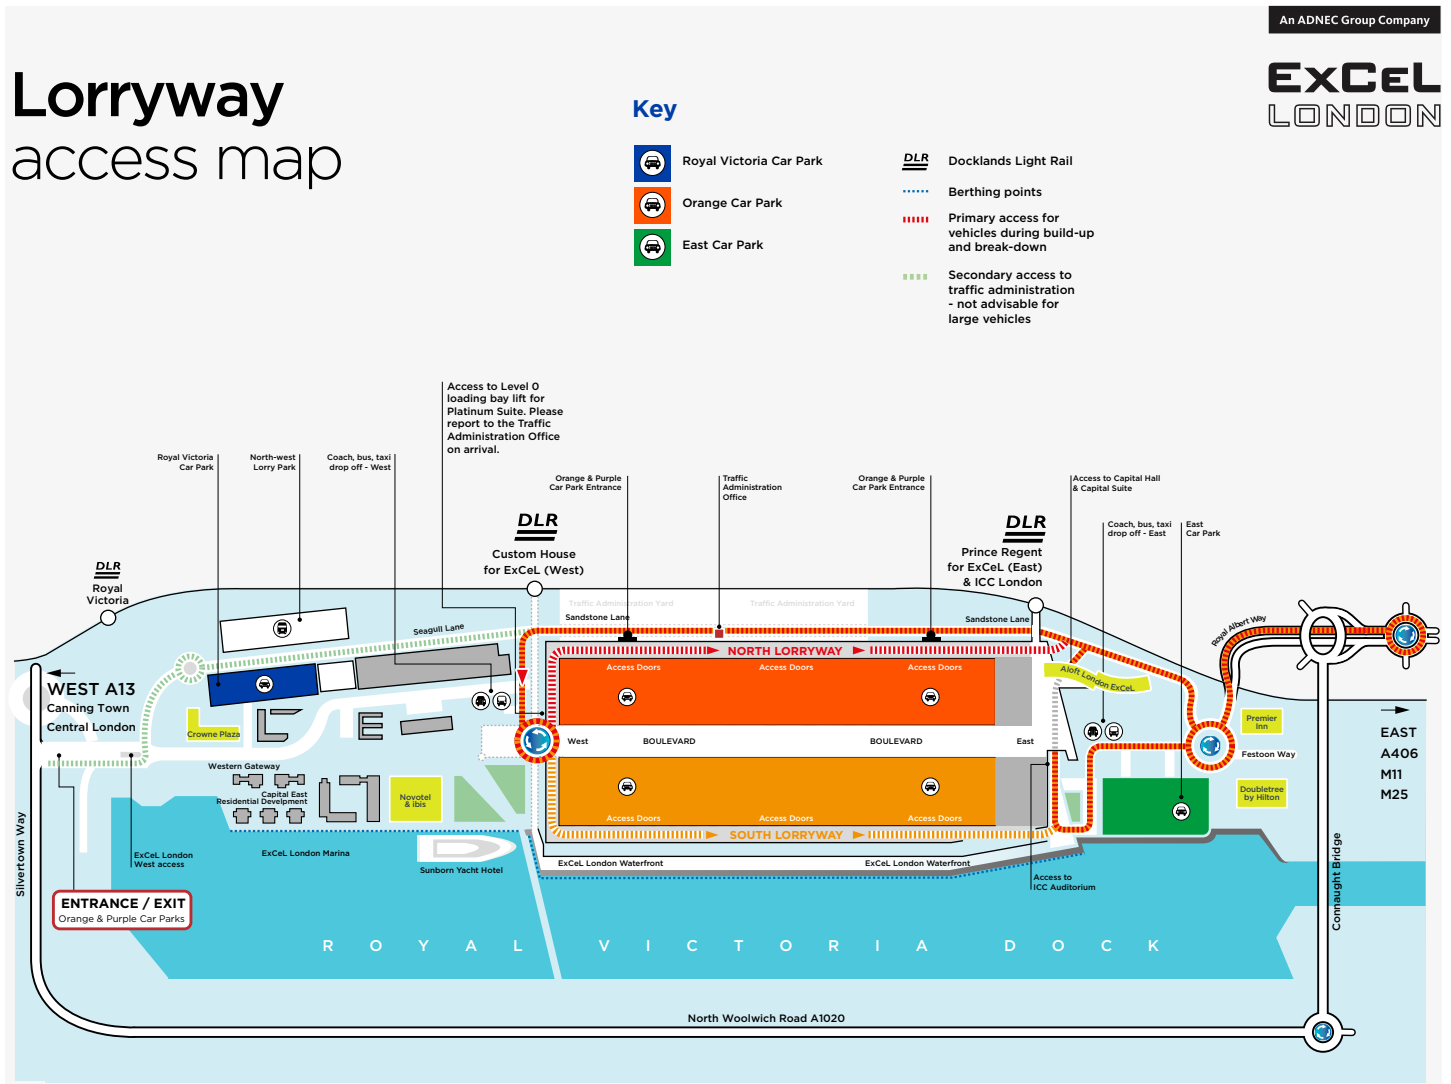 An ADNEC Group Company
EXCEL
LONDON
Lorryway
access map
Key
Royal Victoria Car Park
Orange Car Park
East Car Park
DLR
Docklands Light Rail
Berthing points
Primary access for
vehicles during build-up
and break-down
Secondary access to
traffic administration
- not advisable for
large vehicles
Access to Level 0
loading bay lift for
Platinum Suite. Please
report to the Traffic
Administration Office
on arrival.
Royal Victoria
Car Park
North-west
Lorry Park
Coach, bus, taxi
drop off - West
Orange & Purple
Car Park Entrance
Traffic
Administration
Office
Orange & Purple
Car Park Entrance
Access to Capital Hall
& Capital Suite
Coach, bus, taxi
drop off - East
East
Car Park
DLR
Custom House
for ExCeL (West)
DLR
Prince Regent
for ExCeL (East)
& ICC London
DLR
Royal
Victoria
Traffic Administration Yard
Traffic Administration Yard
Sandstone Lane
Sandstone Lane
Seagull Lane
Royal Albert Way
NORTH LORRYWAY
Access Doors
Access Doors
Access Doors
Aloft London ExCeL
WEST A13
Canning Town
Central London
Crowne Plaza
West
BOULEVARD
BOULEVARD
East
Premier
Inn
Festoon Way
EAST
A406
M11
M25
Western Gateway
Capital East
Residential Develpment
Novotel
& ibis
Doubletree
by Hilton
Access Doors
Access Doors
Access Doors
SOUTH LORRYWAY
ExCeL London
West access
ExCeL London Marina
Sunborn Yacht Hotel
ExCeL London Waterfront
ExCeL London Waterfront
Access to
ICC Auditorium
Silvertown Way
Connaught Bridge
ENTRANCE / EXIT
Orange & Purple Car Parks
ROYAL VICTORIA DOCK
North Woolwich Road A1020